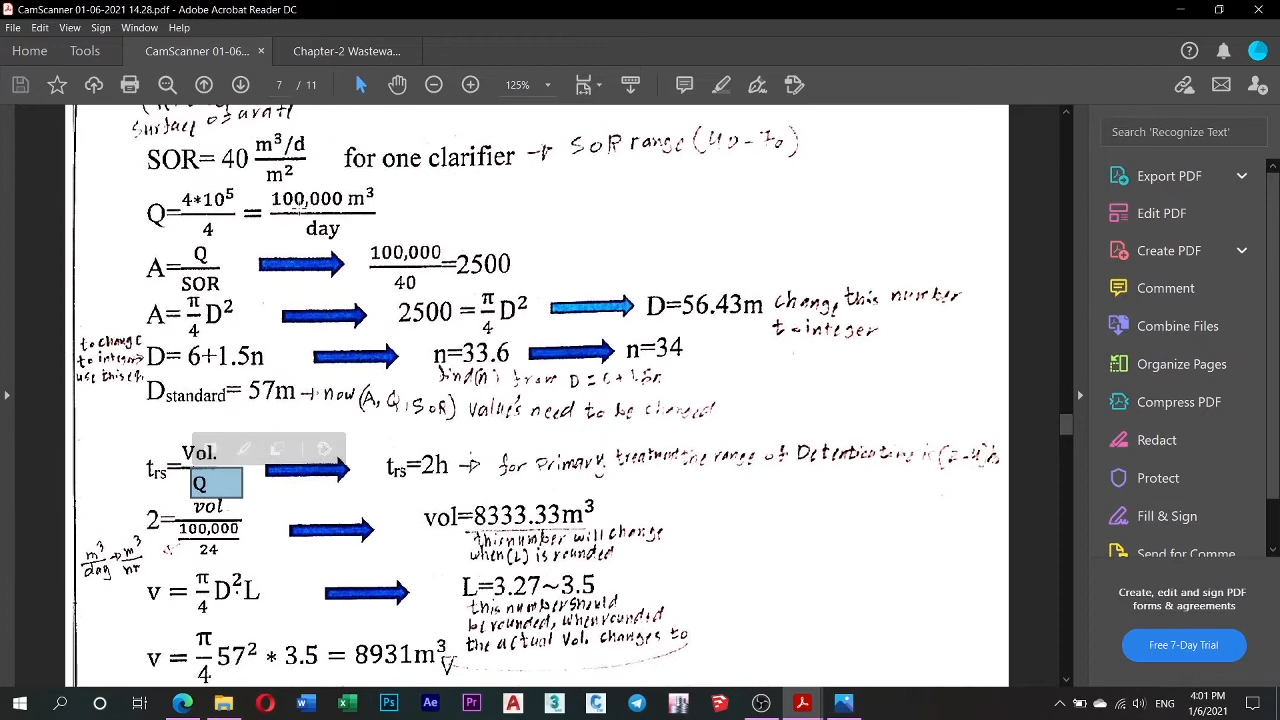 CamScanner 01-06-2021 14.28.pdf - Adobe Acrobat Reader DC
File Edit View Sign Window Help
Home Tools CamScanner 01-06... × Chapter-2 Wastewa...
7 / 11 125%
surface
SOR= 40 m³/d / m² for one clarifier → SOR range (40-70)
Q= 4*10⁵ / 4 = 100,000 m³ / day
A= Q / SOR 100,000 / 40 =2500
A= π/4 D² 2500 = π/4 D² D=56.43m change this number
to integer
to change
to integer
use this eq.
D= 6+1.5n n=33.6 n=34
find(n) from D = 6+1.5n
D standard= 57m → now (A, Q, SOR) value's need to be changed
trs= Vol. / Q trs=2h → for primary treatment the range of Detention time is (2-4)h
2= vol / 100,000 / 24 vol=8333.33m³
this number will change
when (L) is rounded
m³/day → m³/hr
v = π/4 D²L L=3.27~3.5
this number should
be rounded, when rounded
the actual vol. changes to
v = π/4 57² * 3.5 = 8931m³
Search 'Recognize Text'
Export PDF
Edit PDF
Create PDF
Comment
Combine Files
Organize Pages
Compress PDF
Redact
Protect
Fill & Sign
Send for Comme
Create, edit and sign PDF
forms & agreements
Free 7-Day Trial
4:01 PM
1/6/2021